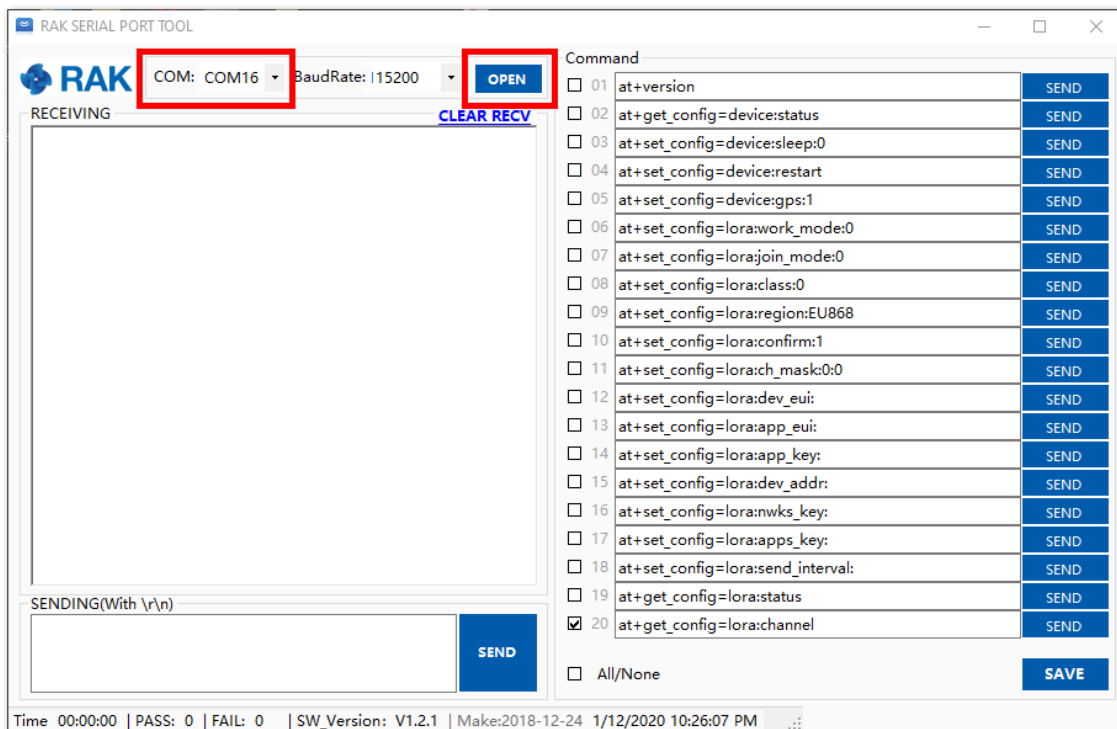 RAK SERIAL PORT TOOL
RAK COM: COM16 BaudRate: 115200 OPEN
RECEIVING CLEAR RECV
SENDING(With \r\n)
SEND
Command
01 at+version SEND
02 at+get_config=device:status SEND
03 at+set_config=device:sleep:0 SEND
04 at+set_config=device:restart SEND
05 at+set_config=device:gps:1 SEND
06 at+set_config=lora:work_mode:0 SEND
07 at+set_config=lora:join_mode:0 SEND
08 at+set_config=lora:class:0 SEND
09 at+set_config=lora:region:EU868 SEND
10 at+set_config=lora:confirm:1 SEND
11 at+set_config=lora:ch_mask:0:0 SEND
12 at+set_config=lora:dev_eui: SEND
13 at+set_config=lora:app_eui: SEND
14 at+set_config=lora:app_key: SEND
15 at+set_config=lora:dev_addr: SEND
16 at+set_config=lora:nwks_key: SEND
17 at+set_config=lora:apps_key: SEND
18 at+set_config=lora:send_interval: SEND
19 at+get_config=lora:status SEND
20 at+get_config=lora:channel SEND
All/None SAVE
Time 00:00:00 | PASS: 0 | FAIL: 0 | SW_Version: V1.2.1 | Make:2018-12-24 1/12/2020 10:26:07 PM